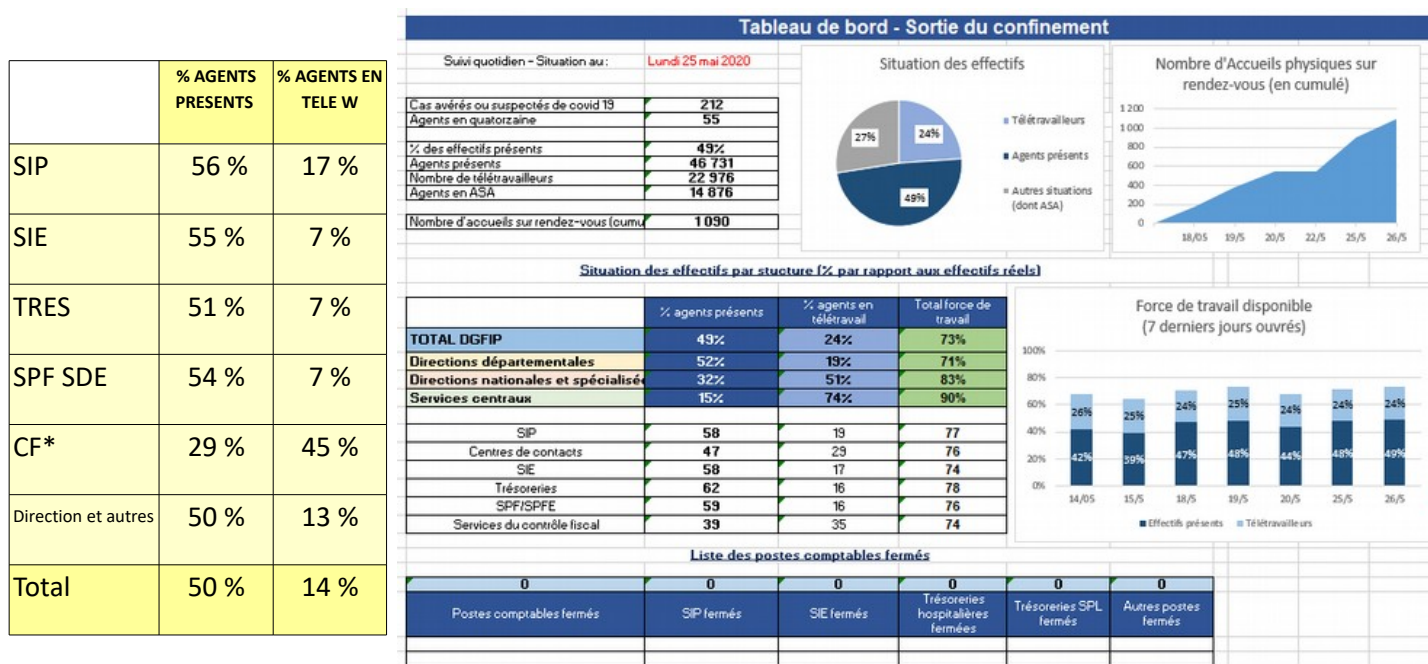 % AGENTS PRESENTS
% AGENTS EN TELE W
SIP 56 % 17 %
SIE 55 % 7 %
TRES 51 % 7 %
SPF SDE 54 % 7 %
CF* 29 % 45 %
Direction et autres 50 % 13 %
Total 50 % 14 %
Tableau de bord - Sortie du confinement
Suivi quotidien - Situation au : Lundi 25 mai 2020
Cas avérés ou suspectés de covid 19 212
Agents en quatorzaine 55
% des effectifs présents 49%
Agents présents 46 731
Nombre de télétravailleurs 22 976
Agents en ASA 14 876
Nombre d'accueils sur rendez-vous (cumu 1 090
Situation des effectifs
27%
24%
49%
Télétravailleurs
Agents présents
Autres situations
(dont ASA)
Nombre d'Accueils physiques sur
rendez-vous (en cumulé)
1 200
1 000
800
600
400
200
0
18/05 19/5 20/5 22/5 25/5 26/5
Situation des effectifs par stucture (% par rapport aux effectifs réels)
% agents présents
% agents en
télétravail
Total force de
travail
TOTAL DGFIP 49% 24% 73%
Directions départementales 52% 19% 71%
Directions nationales et spécialisée 32% 51% 83%
Services centraux 15% 74% 90%
SIP 58 19 77
Centres de contacts 47 29 76
SIE 58 17 74
Trésoreries 62 16 78
SPF/SPFE 59 16 76
Services du contrôle fiscal 39 35 74
Force de travail disponible
(7 derniers jours ouvrés)
100%
80%
60%
40%
20%
0%
26% 25% 24% 25% 24% 24% 24%
42% 39% 47% 48% 44% 48% 49%
14/05 15/5 18/5 19/5 20/5 25/5 26/5
Effectifs présents Télétravailleurs
Liste des postes comptables fermés
0 0 0 0 0 0
Postes comptables fermés
SIP fermés
SIE fermés
Trésoreries
hospitalières
fermées
Trésoreries SPL
fermés
Autres postes
fermés